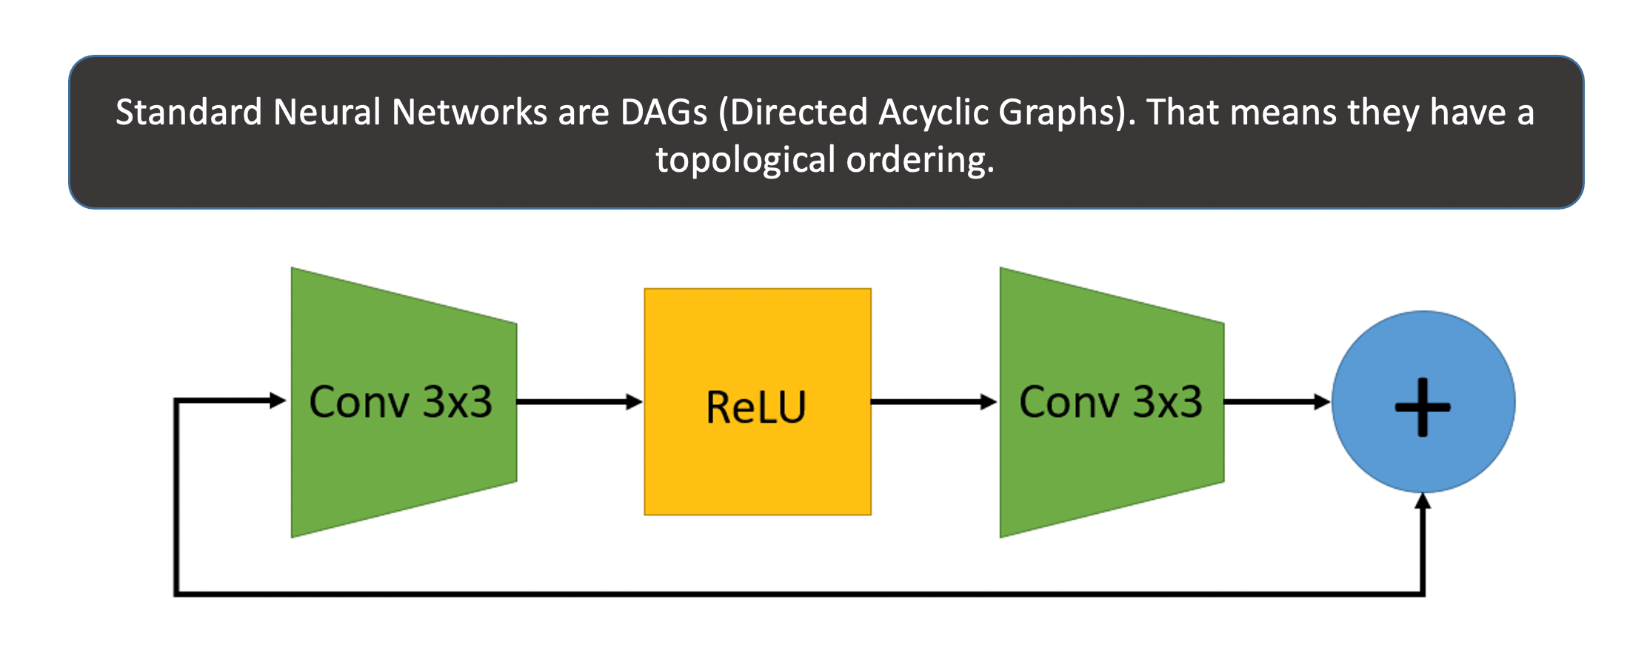 Standard Neural Networks are DAGs (Directed Acyclic Graphs). That means they have a
topological ordering.
Conv 3x3
ReLU
Conv 3x3
+